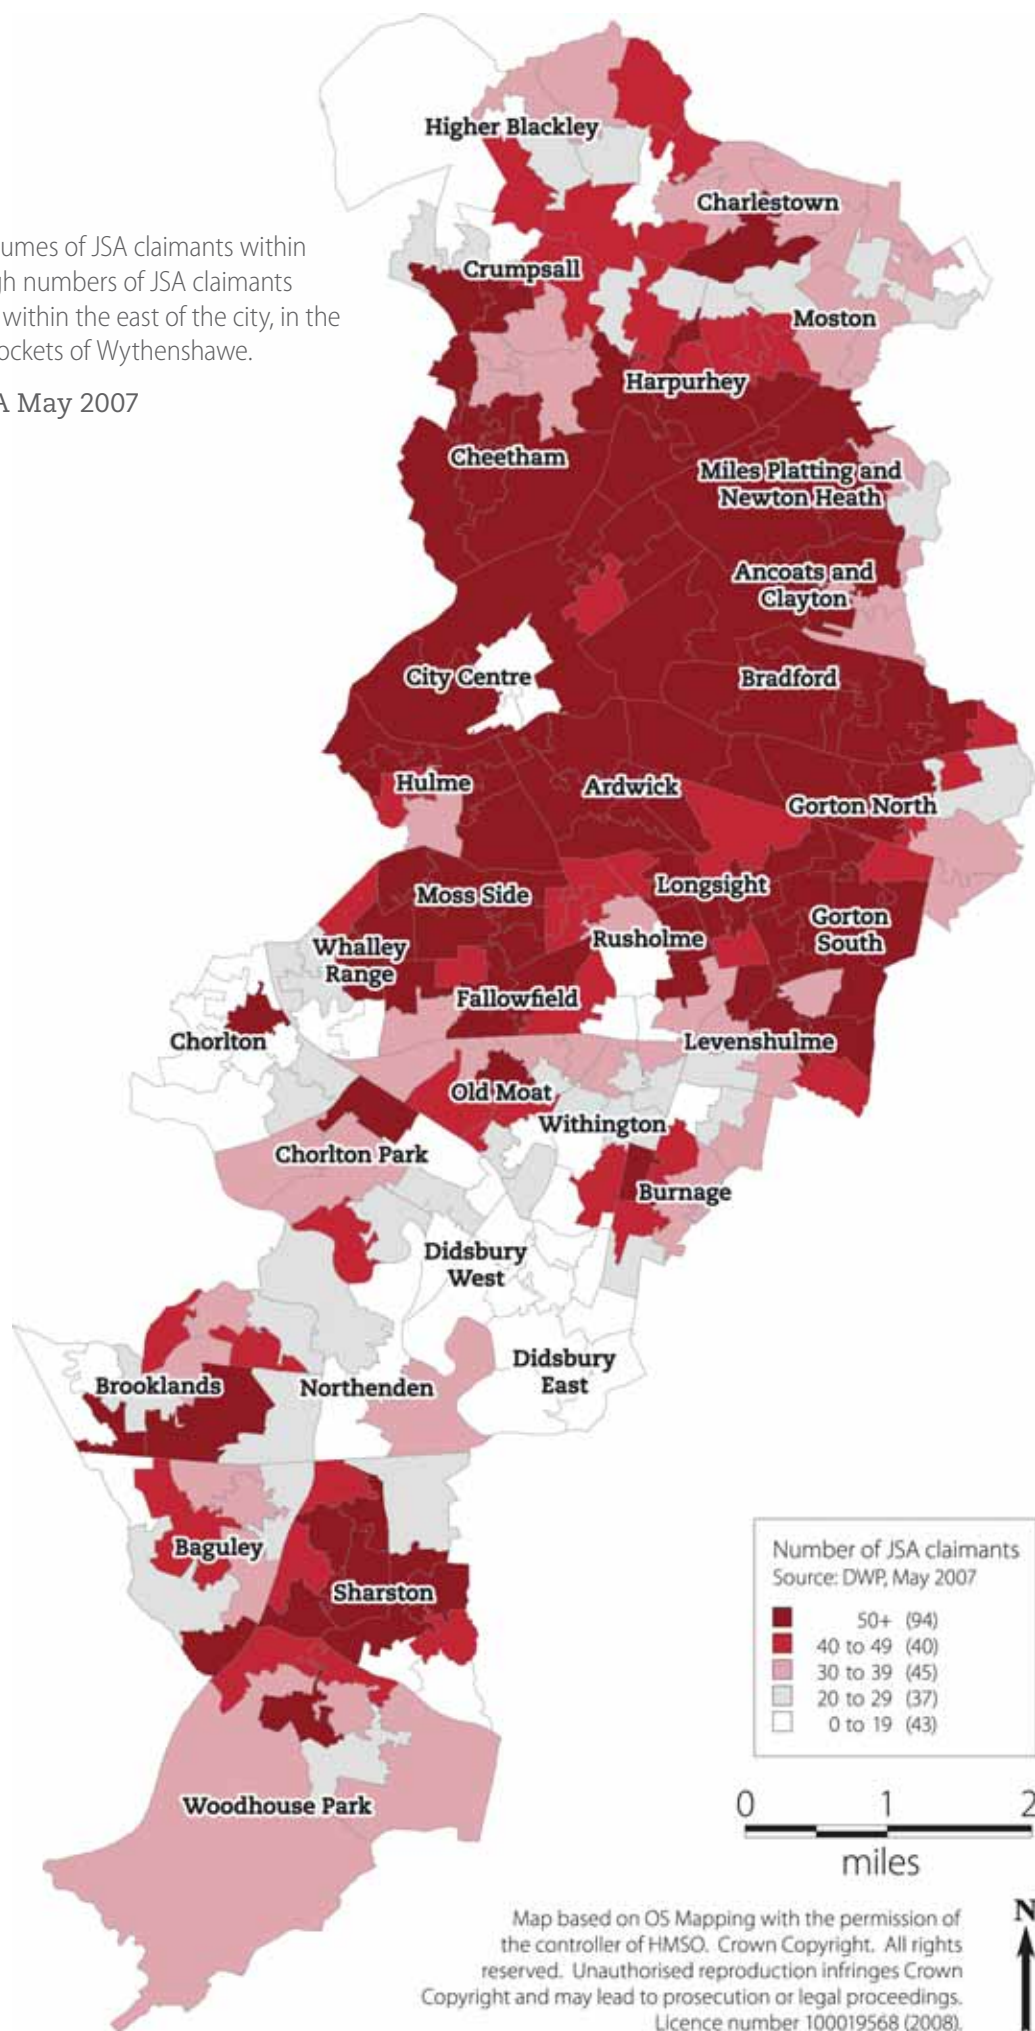 Higher Blackley
Charlestown
umes of JSA claimants within
Crumpsall
h numbers of JSA claimants
within the east of the city, in the
Moston
ockets of Wythenshawe.
Harpurhey
A May 2007
Cheetham
Miles Platting and
Newton Heath
Ancoats and
Clayton
City Centre
Bradford
Hulme
Ardwick
Gorton North
Moss Side
Longsight
Gorton
South
Whalley
Range
Rusholme
Fallowfield
Chorlton
Levenshulme
Old Moat
Withington
Chorlton Park
Burnage
Didsbury
West
Didsbury
East
Brooklands
Northenden
Baguley
Sharston
Woodhouse Park
Number of JSA claimants
Source: DWP, May 2007
50+ (94)
40 to 49 (40)
30 to 39 (45)
20 to 29 (37)
0 to 19 (43)
0 1 2
miles
N
Map based on OS Mapping with the permission of
the controller of HMSO. Crown Copyright. All rights
reserved. Unauthorised reproduction infringes Crown
Copyright and may lead to prosecution or legal proceedings.
Licence number 100019568 (2008).